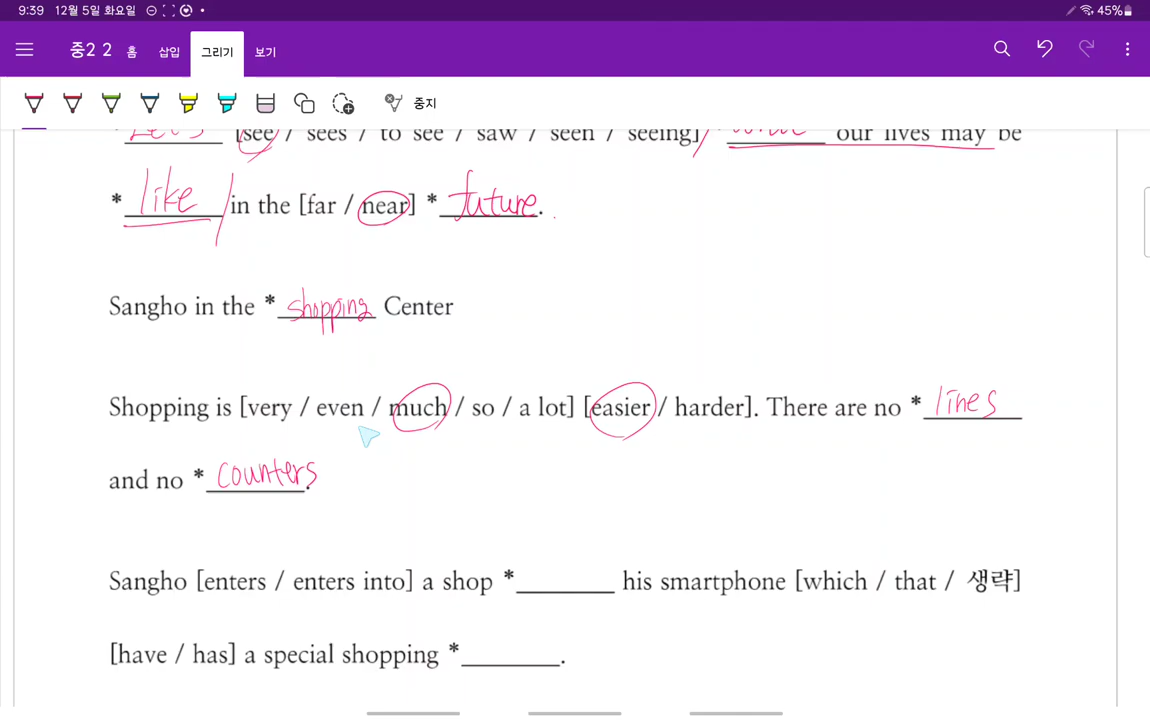 9:39 12월 5일 화요일 45%
중2 2 홈 삽입 그리기 보기
중지
* Let's [see / sees / to see / saw / seen / seeing] / * what our lives may be
* like / in the [far / near] * future.
Sangho in the * shopping Center
Shopping is [very / even / much / so / a lot] [easier / harder]. There are no * lines
and no * counters.
Sangho [enters / enters into] a shop *________ his smartphone [which / that / 생략]
[have / has] a special shopping *________.